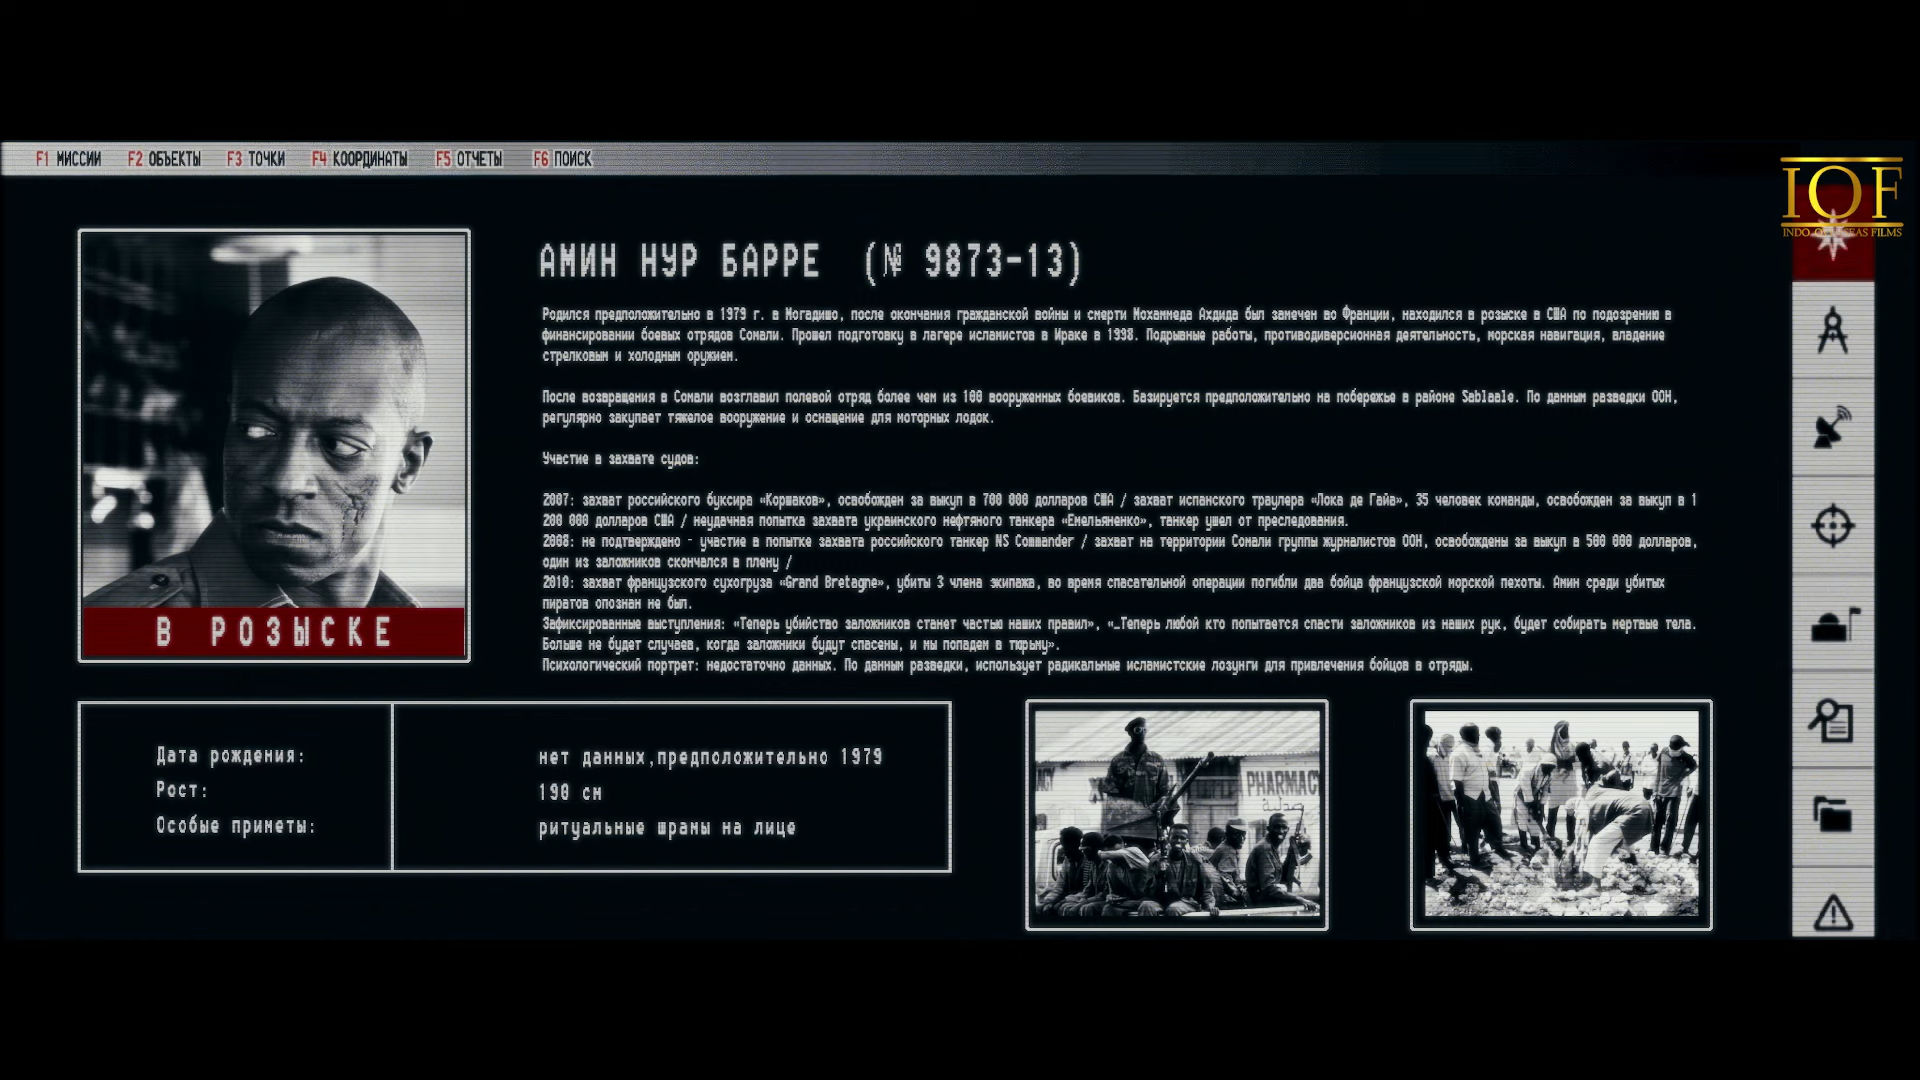 F1 МИССИИ F2 ОБЪЕКТЫ F3 ТОЧКИ F4 КООРДИНАТЫ F5 ОТЧЕТЫ F6 ПОИСК
IOF
INDO OVERSEAS FILMS
АМИН НУР БАРРЕ (№ 9873-13)
Родился предположительно в 1979 г. в Могадишо, после окончания гражданской войны и смерти Мохаммеда Айдида был замечен во Франции, находился в розыске в США по подозрению в
финансировании боевых отрядов Сомали. Прошел подготовку в лагере исламистов в Ираке в 1998. Подрывные работы, противодиверсионная деятельность, морская навигация, владение
стрелковым и холодным оружием.
После возвращения в Сомали возглавил полевой отряд более чем из 100 вооруженных боевиков. Базируется предположительно на побережье в районе Sablaale. По данным разведки ООН,
регулярно закупает тяжелое вооружение и оснащение для моторных лодок.
Участие в захвате судов:
2007: захват российского буксира «Коршаков», освобожден за выкуп в 700 000 долларов США / захват испанского траулера «Лока де Гайа», 35 человек команды, освобожден за выкуп в 1
200 000 долларов США / неудачная попытка захвата украинского нефтяного танкера «Емельяненко», танкер ушел от преследования.
2008: не подтверждено - участие в попытке захвата российского танкер NS Commander / захват на территории Сомали группы журналистов ООН, освобождены за выкуп в 500 000 долларов,
один из заложников скончался в плену /
2010: захват французского сухогруза «Grand Bretagne», убиты 3 члена экипажа, во время спасательной операции погибли два бойца французской морской пехоты. Амин среди убитых
пиратов опознан не был.
Зафиксированные выступления: «Теперь убийство заложников станет частью наших правил», «…Теперь любой кто попытается спасти заложников из наших рук, будет собирать мертвые тела.
Больше не будет случаев, когда заложники будут спасены, и мы попадем в тюрьму».
Психологический портрет: недостаточно данных. По данным разведки, использует радикальные исламистские лозунги для привлечения бойцов в отряды.
В РОЗЫСКЕ
Дата рождения: нет данных,предположительно 1979
Рост: 190 см
Особые приметы: ритуальные шрамы на лице
PHARMACY